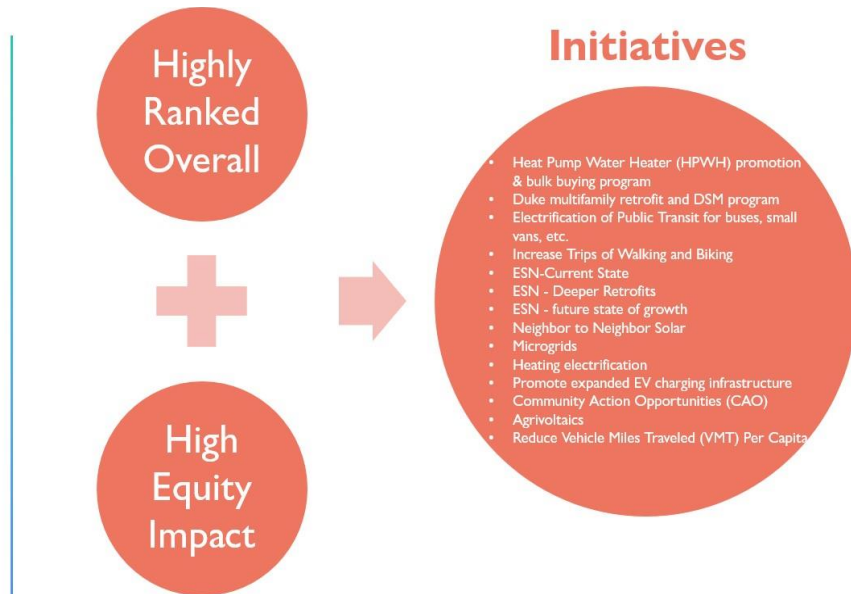 Highly
Ranked
Overall
High
Equity
Impact
Initiatives
• Heat Pump Water Heater (HPWH) promotion
& bulk buying program
• Duke multifamily retrofit and DSM program
• Electrification of Public Transit for buses, small
vans, etc.
• Increase Trips of Walking and Biking
• ESN-Current State
• ESN - Deeper Retrofits
• ESN - future state of growth
• Neighbor to Neighbor Solar
• Microgrids
• Heating electrification
• Promote expanded EV charging infrastructure
• Community Action Opportunities (CAO)
• Agrivoltaics
• Reduce Vehicle Miles Traveled (VMT) Per Capita